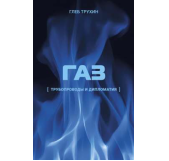 ГЛЕБ ТРУХИН
ГАЗ
[ ТРУБОПРОВОДЫ И ДИПЛОМАТИЯ ]